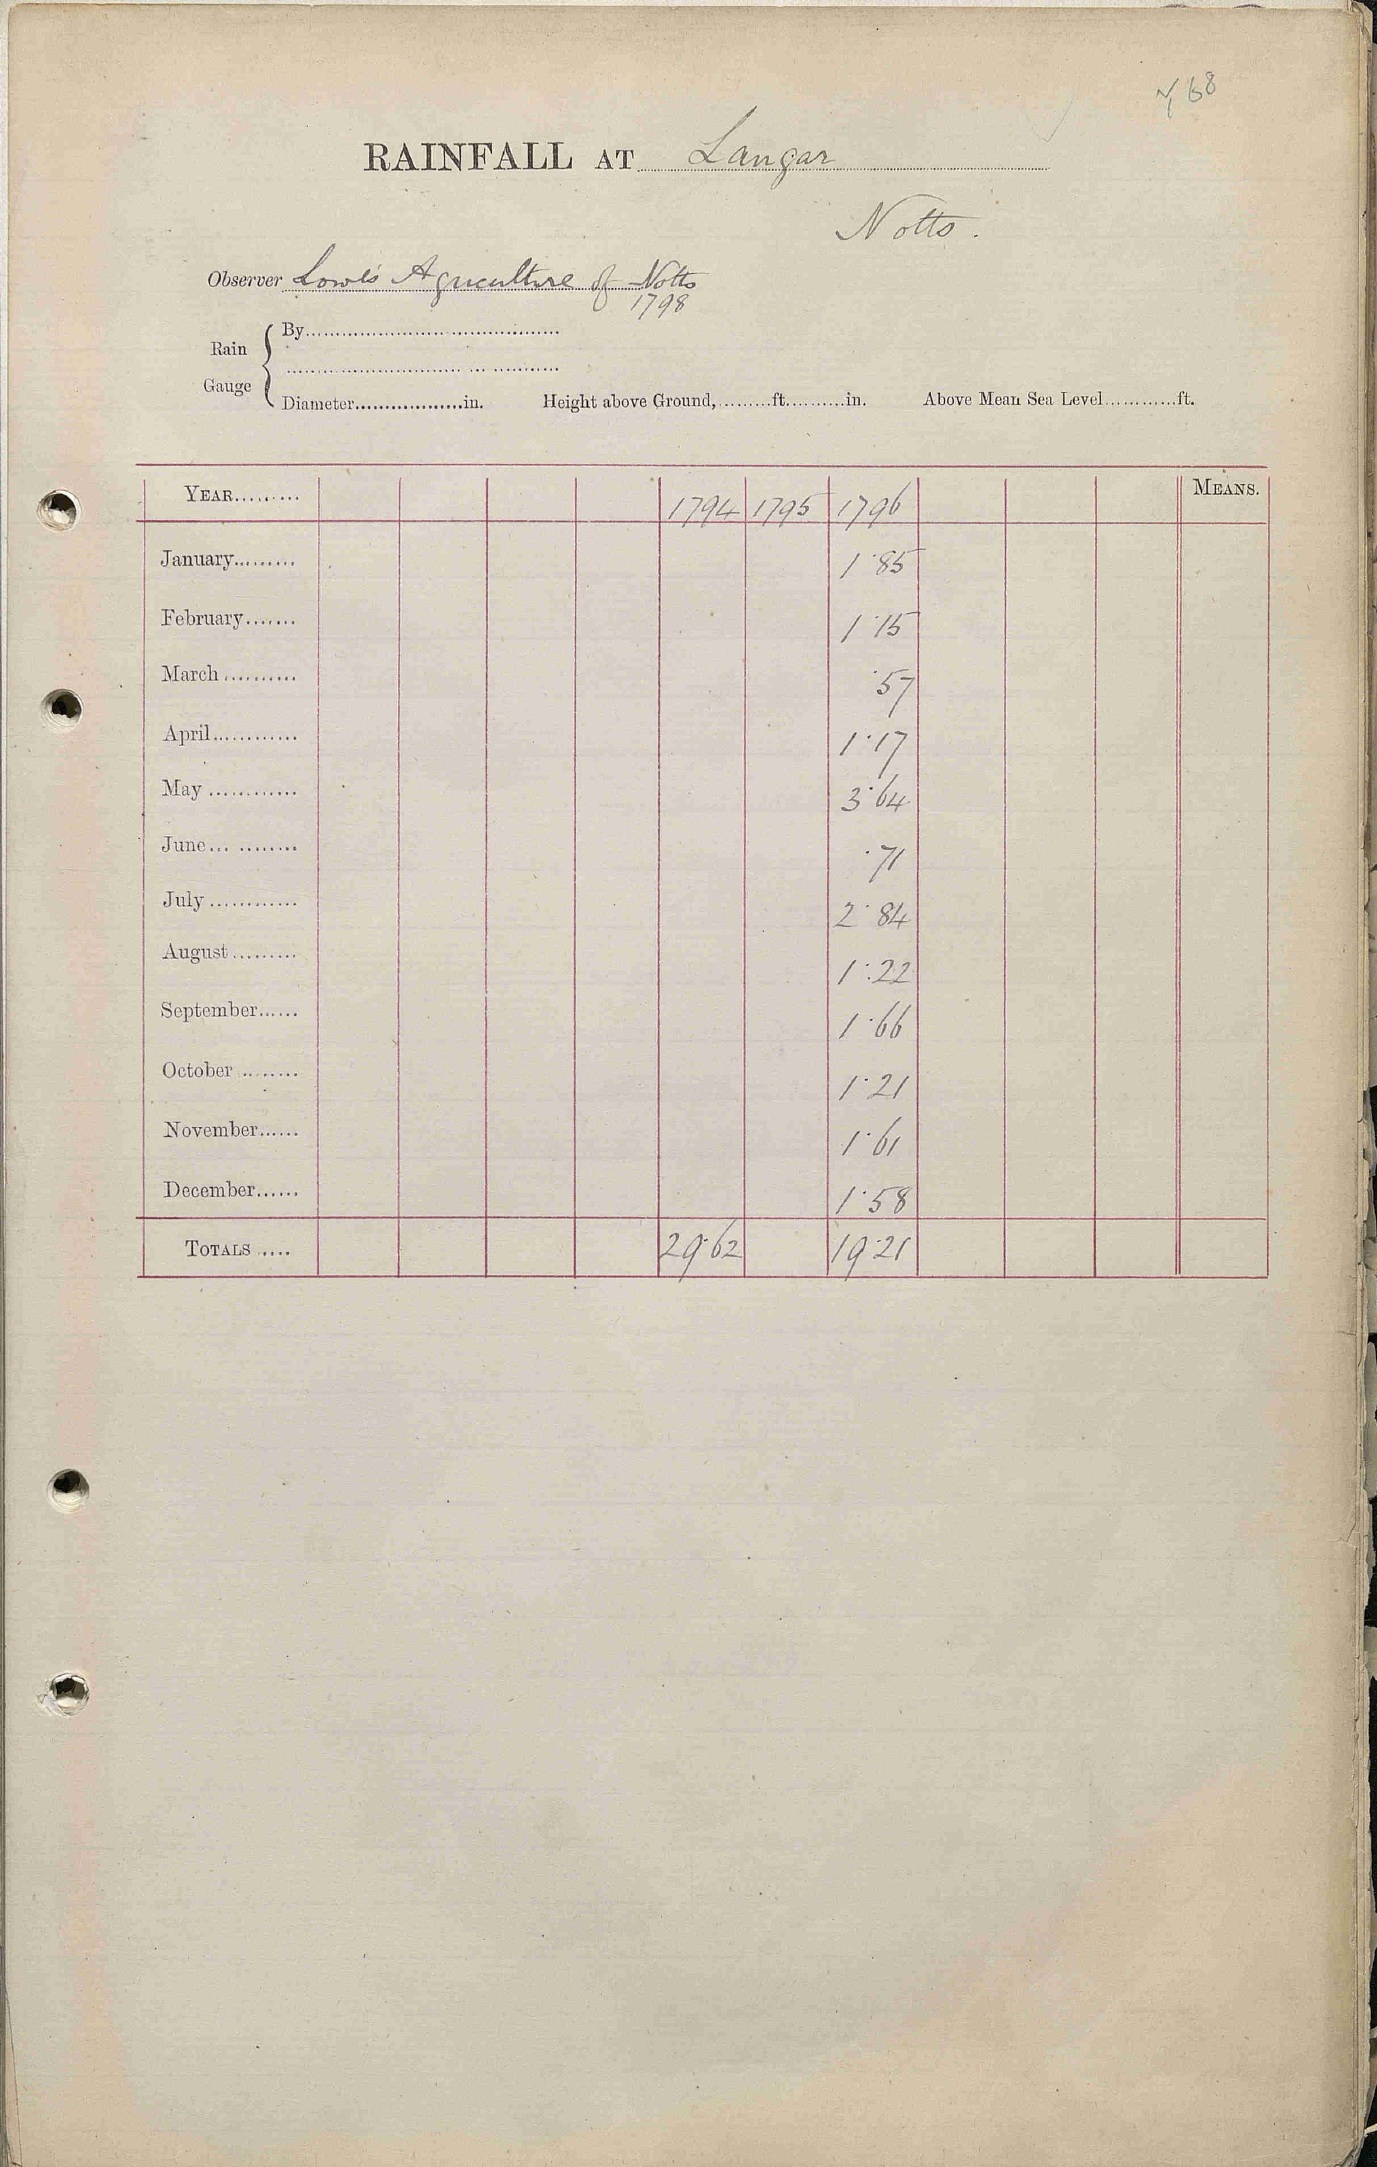 68
RAINFALL AT Langar
Notts.
Observer Lowe's Agriculture of Notts
1798
By
Rain
Gauge
Diameter in. Height above Ground, ft. in. Above Mean Sea Level ft.
YEAR 1794 1795 1796 MEANS.
January 1.85
February 1.15
March .57
April 1.17
May 3.64
June .71
July 2.84
August 1.22
September 1.66
October 1.21
November 1.61
December 1.58
TOTALS 29.62 19.21